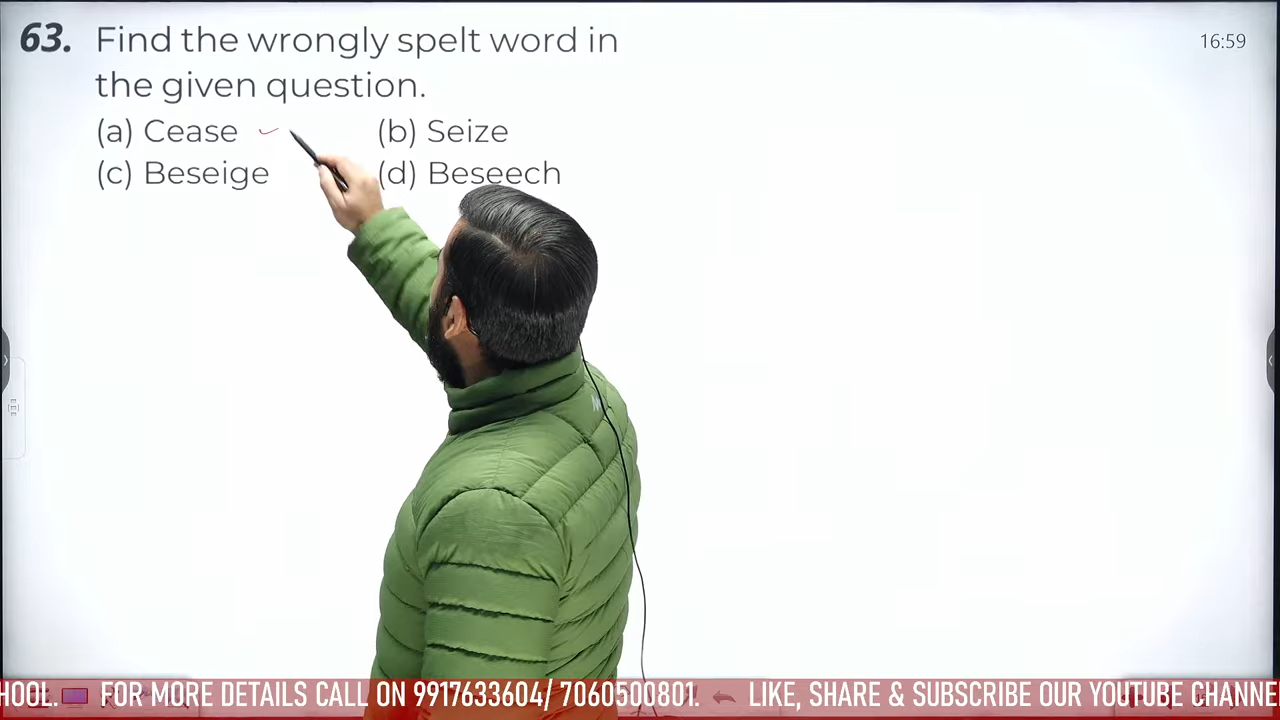 63. Find the wrongly spelt word in
the given question.
(a) Cease (b) Seize
(c) Beseige (d) Beseech
16:59
HOOL. FOR MORE DETAILS CALL ON 9917633604/ 7060500801. LIKE, SHARE & SUBSCRIBE OUR YOUTUBE CHANNE